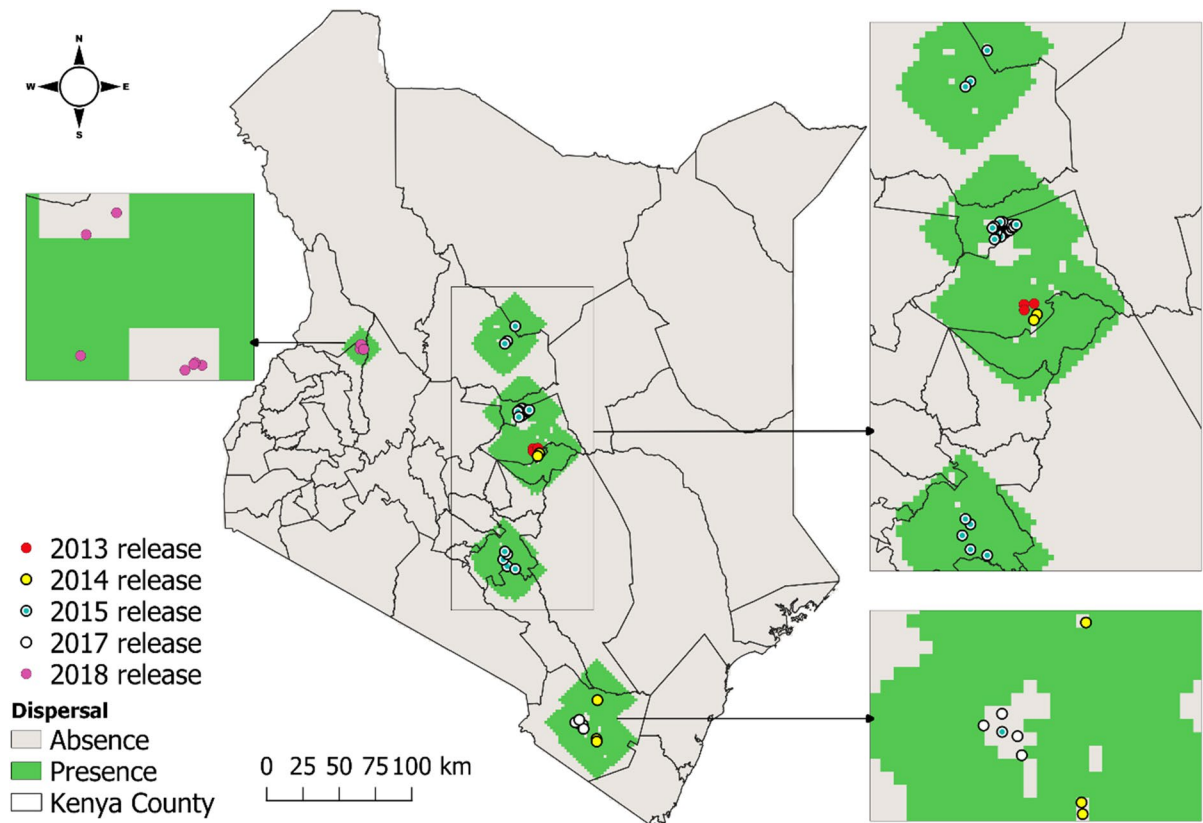 N
W E
S
2013 release
2014 release
2015 release
2017 release
2018 release
Dispersal
Absence
Presence
Kenya County
0 25 50 75 100 km